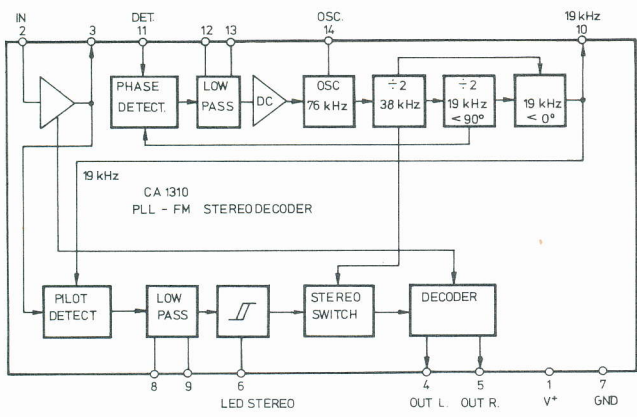 IN DET. OSC. 19 kHz
2 3 11 12 13 14 10
PHASE DETECT.
LOW PASS
DC
OSC 76 kHz
÷2 38 kHz
÷2 19 kHz < 90°
19 kHz < 0°
19 kHz
CA 1310
PLL - FM STEREODECODER
PILOT DETECT
LOW PASS
STEREO SWITCH
DECODER
8 9 6 4 5 1 7
LED STEREO OUT L. OUT R. V+ GND